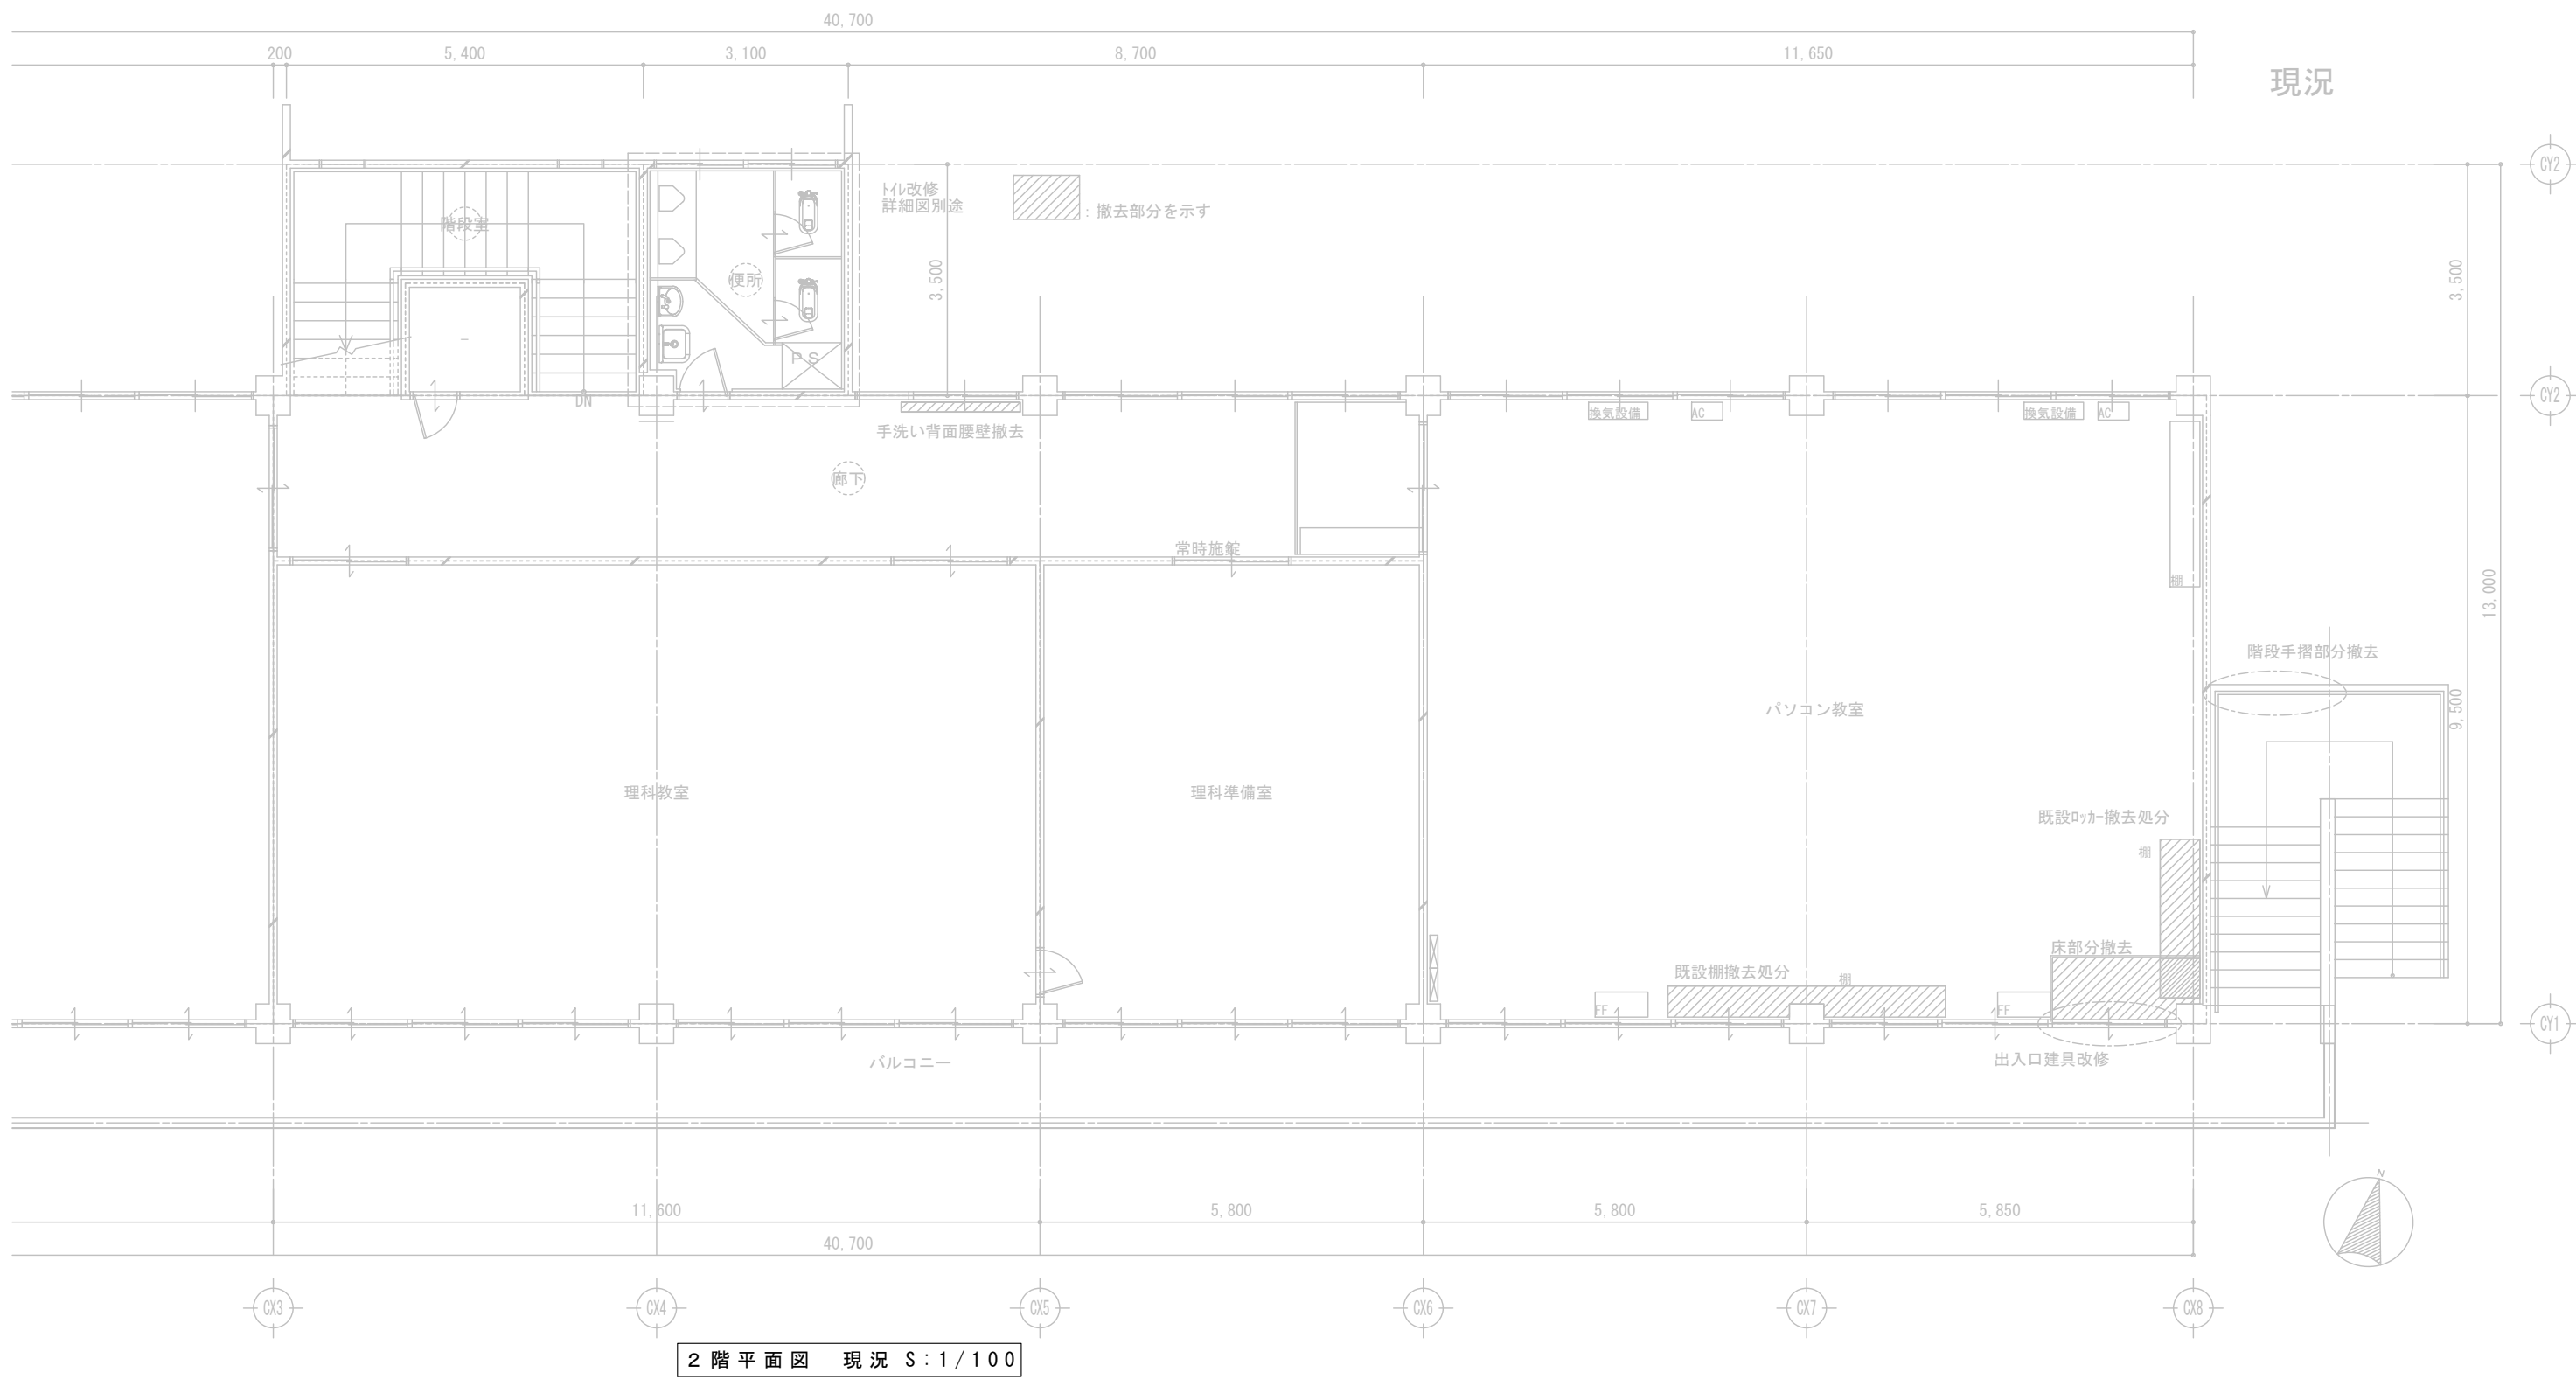 40,700
200
5,400
3,100
8,700
11,650
現況
CY2
ﾄｲﾚ改修
詳細図別途
：撤去部分を示す
階段室
便所
3,500
3,500
PS
DN
CY2
換気設備
AC
換気設備
AC
手洗い背面腰壁撤去
廊下
常時施錠
棚
13,000
階段手摺部分撤去
9,500
パソコン教室
理科教室
理科準備室
既設ﾛｯｶｰ撤去処分
棚
床部分撤去
既設棚撤去処分
棚
FF
FF
CY1
バルコニー
出入口建具改修
N
11,600
5,800
5,800
5,850
40,700
CX3
CX4
CX5
CX6
CX7
CX8
２階平面図　現況 S:1/100